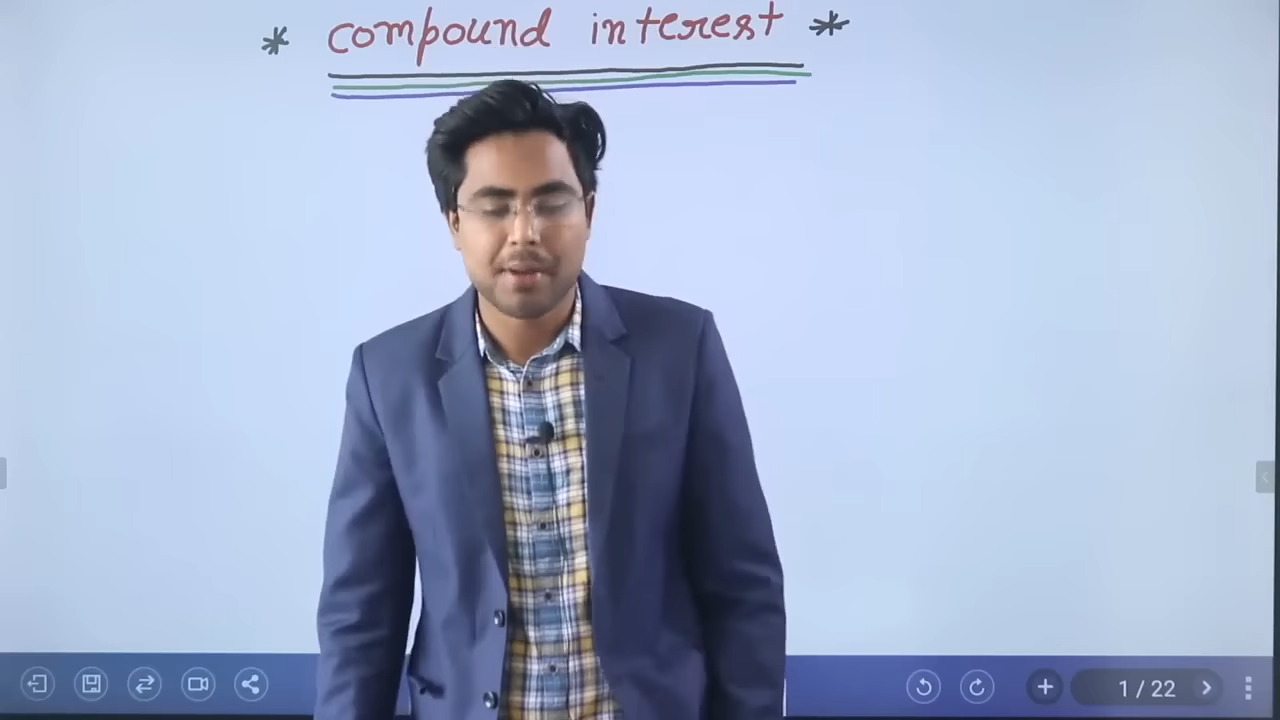 * compound interest *
1 / 22